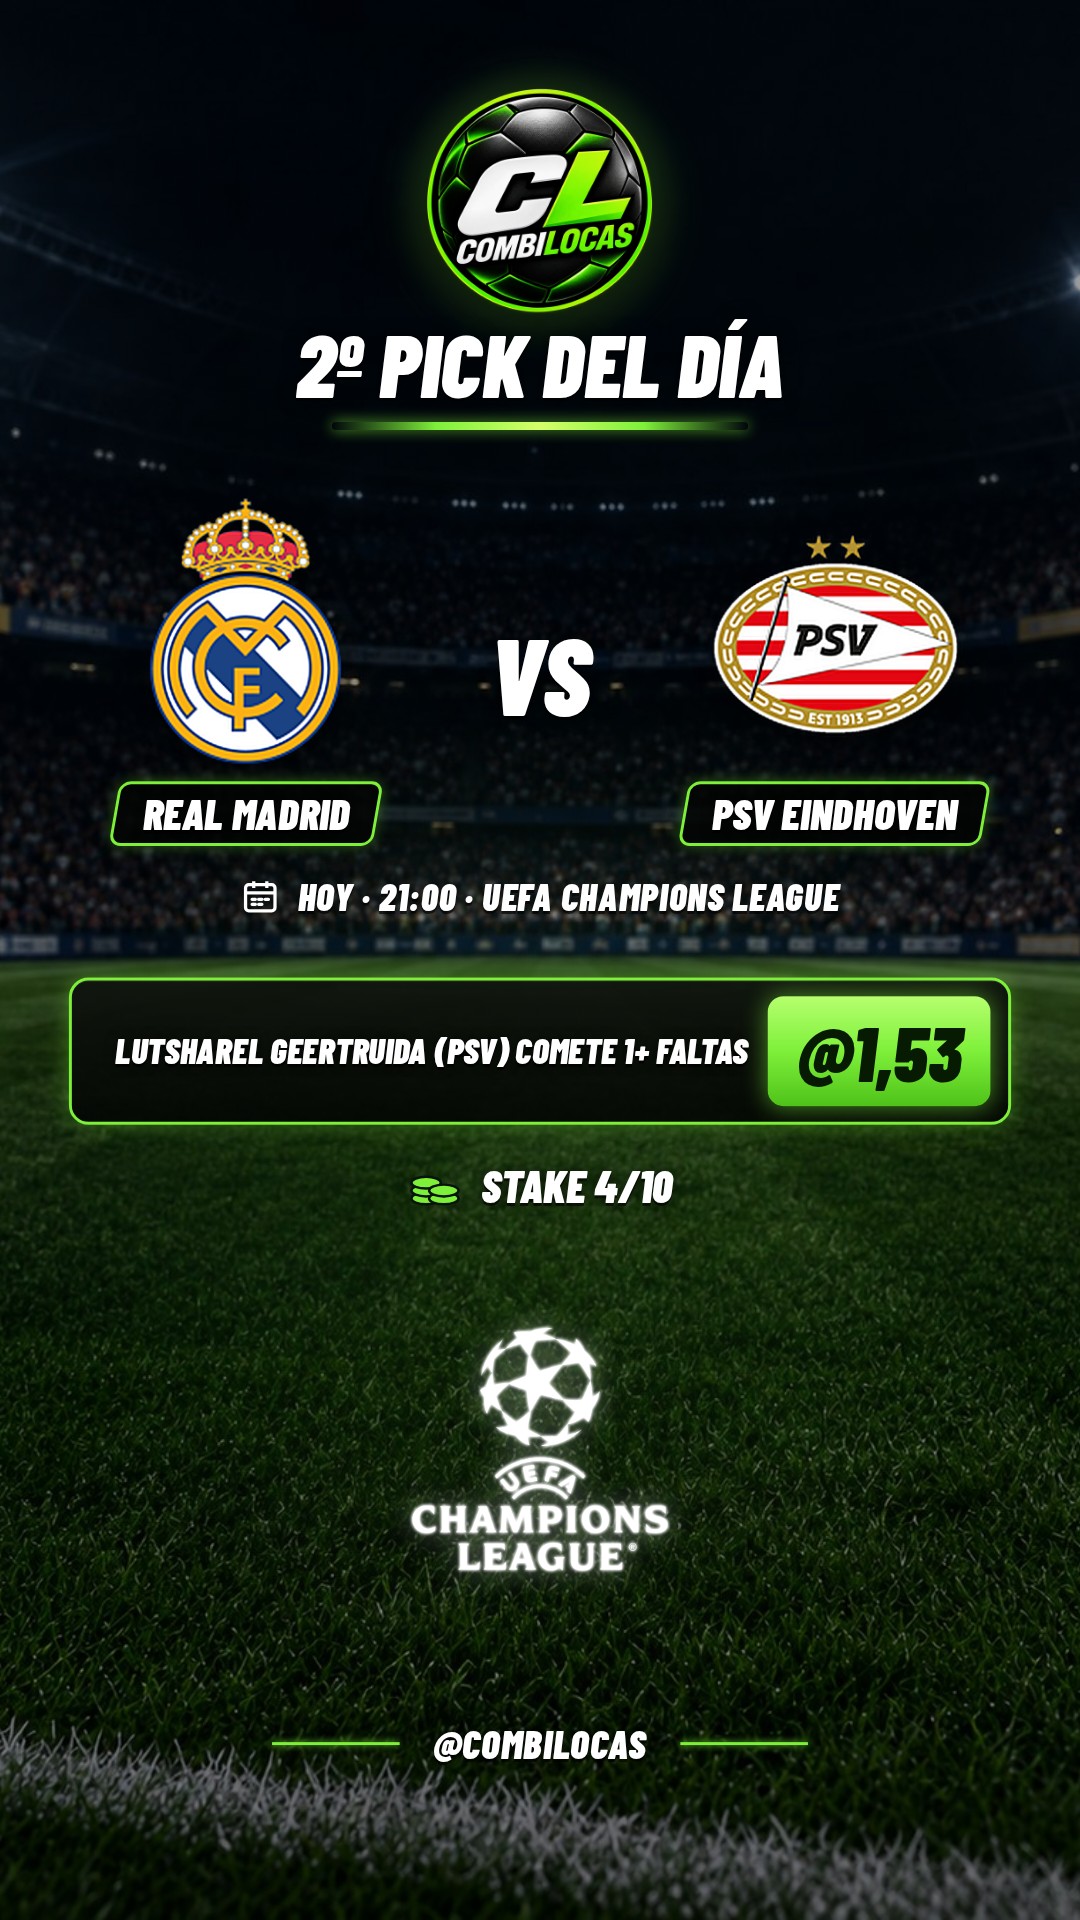 CL
COMBILOCAS
2º PICK DEL DÍA
VS
PSV
EST 1913
REAL MADRID
PSV EINDHOVEN
HOY · 21:00 · UEFA CHAMPIONS LEAGUE
LUTSHAREL GEERTRUIDA (PSV) COMETE 1+ FALTAS
@1,53
STAKE 4/10
UEFA
CHAMPIONS
LEAGUE®
@COMBILOCAS